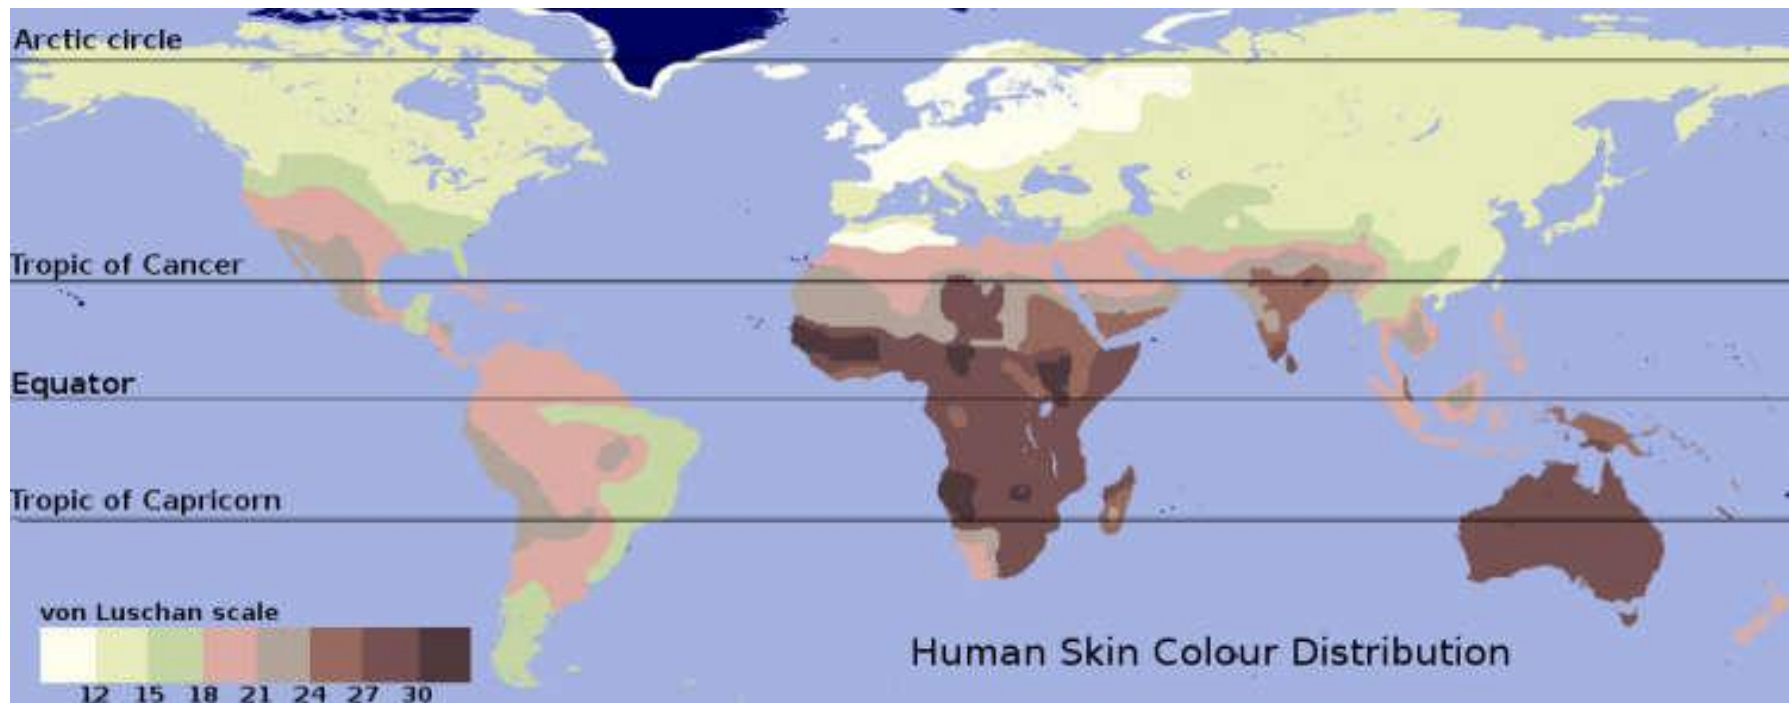 Arctic circle
Tropic of Cancer
Equator
Tropic of Capricorn
von Luschan scale
12 15 18 21 24 27 30
Human Skin Colour Distribution